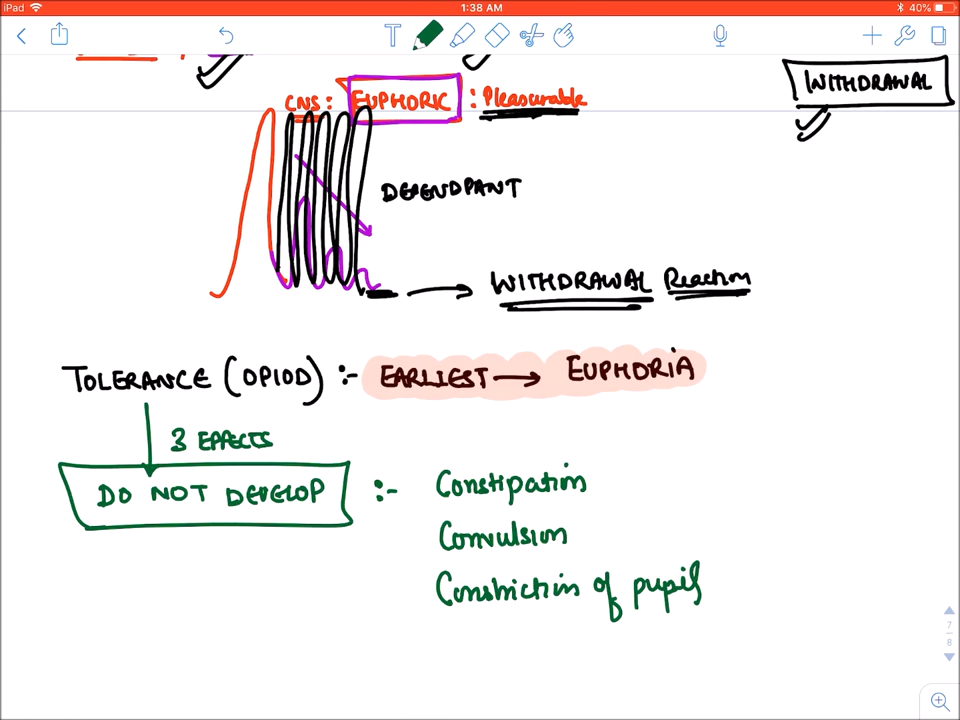 iPad 1:38 AM 40%
T
WITHDRAWAL
CNS: EUPHORIC : Pleasurable
DEPENDPANT
WITHDRAWAL Reaction
TOLERANCE (OPIOD) :- EARLIEST → EUPHORIA
3 EFFECTS
DO NOT DEVELOP :- Constipation
Convulsion
Constriction of pupil
7
8